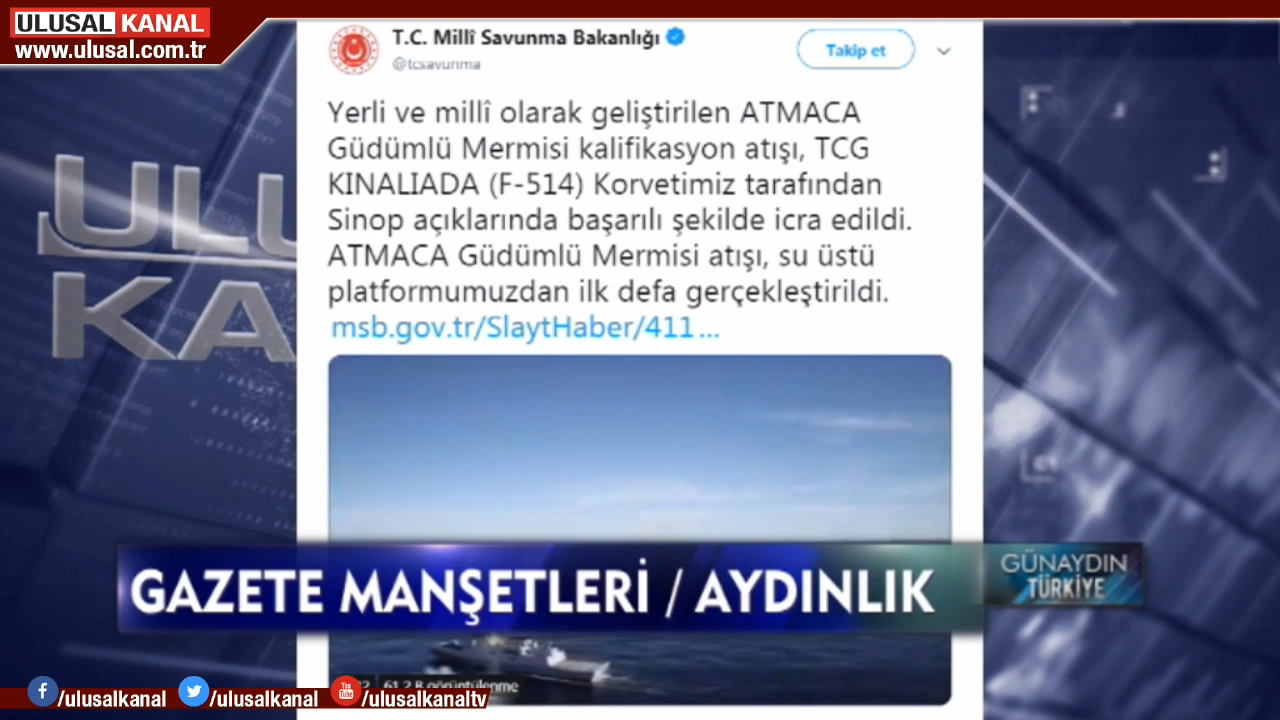 ULUSAL KANAL
www.ulusal.com.tr
T.C. Millî Savunma Bakanlığı
@tcsavunma
Takip et
Yerli ve millî olarak geliştirilen ATMACA
Güdümlü Mermisi kalifikasyon atışı, TCG
KINALIADA (F-514) Korvetimiz tarafından
Sinop açıklarında başarılı şekilde icra edildi.
ATMACA Güdümlü Mermisi atışı, su üstü
platformumuzdan ilk defa gerçekleştirildi.
msb.gov.tr/SlaytHaber/411...
GAZETE MANŞETLERİ / AYDINLIK
GÜNAYDIN
TÜRKİYE
61,2 B görüntülenme
/ulusalkanal /ulusalkanal /ulusalkanaltv